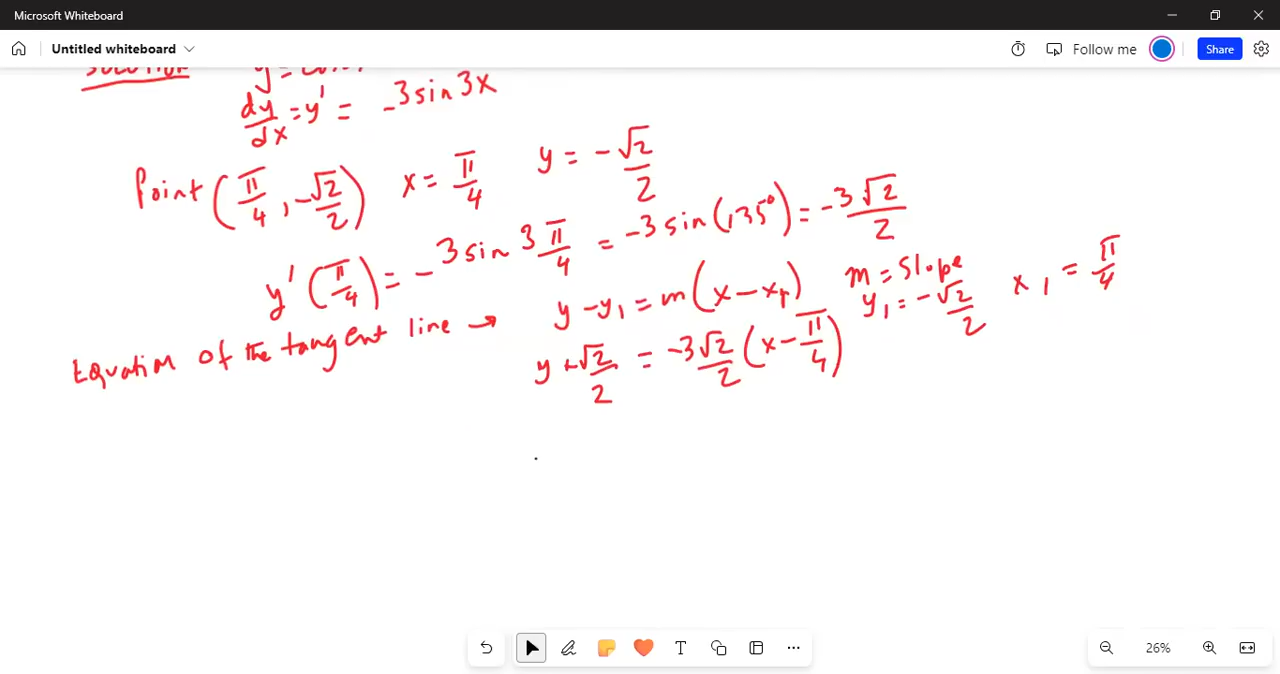 Microsoft Whiteboard
Untitled whiteboard
Follow me
Share
Solution
dy/dx = y' = -3sin3x
Point (π/4, -√2/2) x = π/4 y = -√2/2
y'(π/4) = -3sin3π/4 = -3sin(135°) = -3√2/2
Equation of the tangent line → y - y₁ = m(x - x₁) m = Slope
y₁ = -√2/2 x₁ = π/4
y + √2/2 = -3√2/2 (x - π/4)
26%